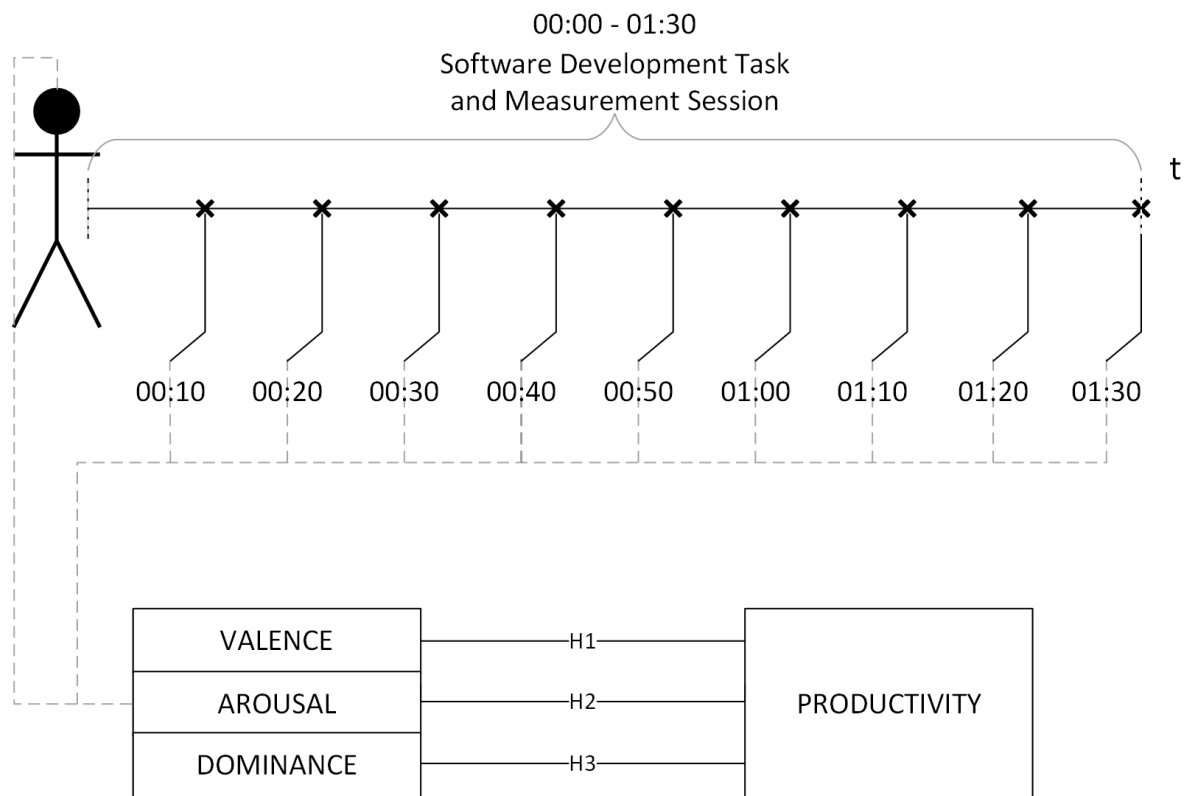 00:00 - 01:30
Software Development Task
and Measurement Session
t
00:10 00:20 00:30 00:40 00:50 01:00 01:10 01:20 01:30
VALENCE H1
AROUSAL H2 PRODUCTIVITY
DOMINANCE H3